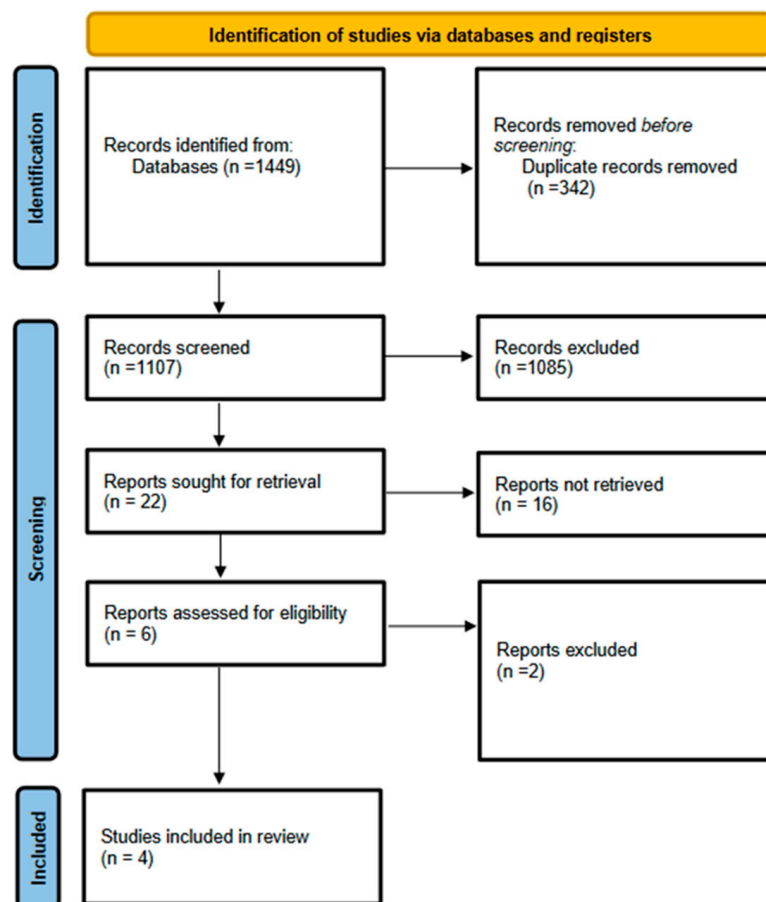 Identification of studies via databases and registers
Identification
Records identified from:
Databases (n =1449)
Records removed before
screening:
Duplicate records removed
(n =342)
Screening
Records screened
(n =1107)
Records excluded
(n =1085)
Reports sought for retrieval
(n = 22)
Reports not retrieved
(n = 16)
Reports assessed for eligibility
(n = 6)
Reports excluded
(n =2)
Included
Studies included in review
(n = 4)